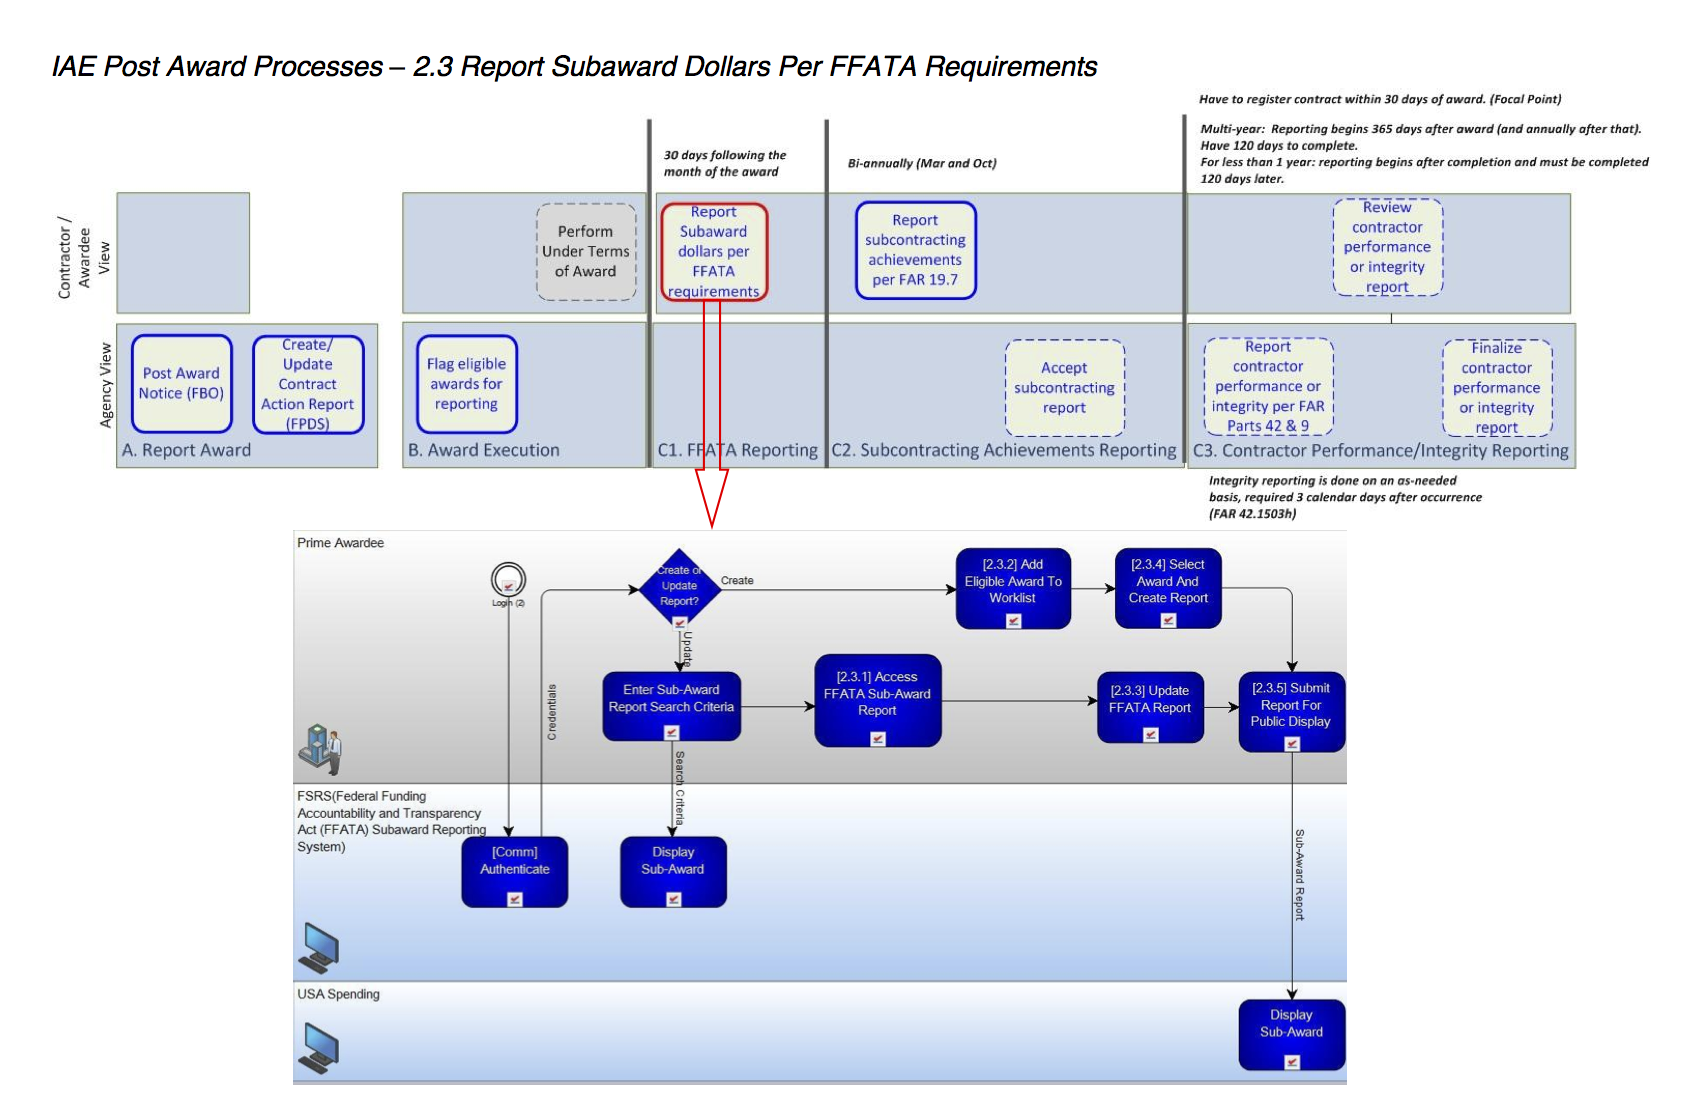 IAE Post Award Processes – 2.3 Report Subaward Dollars Per FFATA Requirements
Have to register contract within 30 days of award. (Focal Point)
Multi-year: Reporting begins 365 days after award (and annually after that).
Have 120 days to complete.
For less than 1 year: reporting begins after completion and must be completed
120 days later.
30 days following the
month of the award
Bi-annually (Mar and Oct)
Contractor /
Awardee
View
Perform
Under Terms
of Award
Report
Subaward
dollars per
FFATA
requirements
Report
subcontracting
achievements
per FAR 19.7
Review
contractor
performance
or integrity
report
Agency View
Post Award
Notice (FBO)
Create/
Update
Contract
Action Report
(FPDS)
A. Report Award
Flag eligible
awards for
reporting
B. Award Execution
C1. FFATA Reporting
Accept
subcontracting
report
C2. Subcontracting Achievements Reporting
Report
contractor
performance or
integrity per FAR
Parts 42 & 9
Finalize
contractor
performance
or integrity
report
C3. Contractor Performance/Integrity Reporting
Integrity reporting is done on an as-needed
basis, required 3 calendar days after occurrence
(FAR 42.1503h)
Prime Awardee
Login (2)
Create or
Update
Report?
Create
Update
[2.3.2] Add
Eligible Award To
Worklist
[2.3.4] Select
Award And
Create Report
Credentials
Enter Sub-Award
Report Search Criteria
[2.3.1] Access
FFATA Sub-Award
Report
[2.3.3] Update
FFATA Report
[2.3.5] Submit
Report For
Public Display
Search Criteria
FSRS(Federal Funding
Accountability and Transparency
Act (FFATA) Subaward Reporting
System)
[Comm]
Authenticate
Display
Sub-Award
Sub-Award Report
USA Spending
Display
Sub-Award